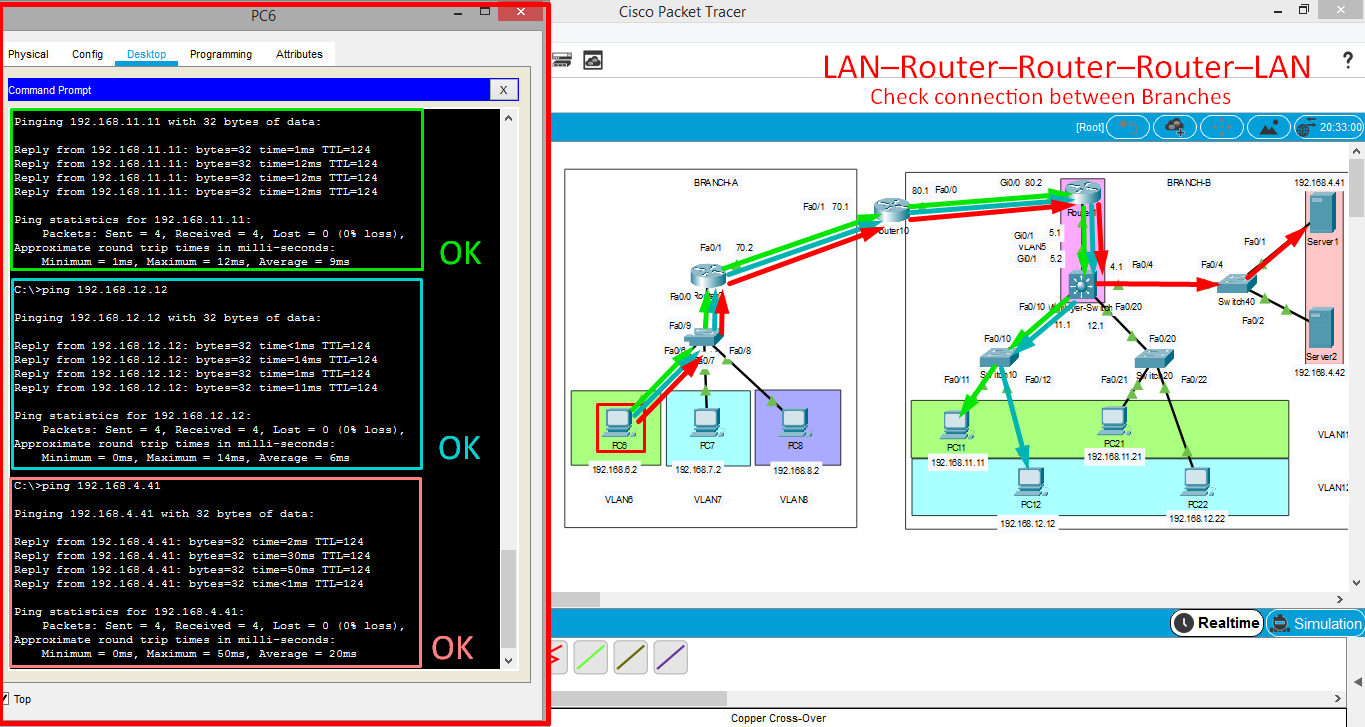 PC6
Cisco Packet Tracer
Physical Config Desktop Programming Attributes
Command Prompt X
Pinging 192.168.11.11 with 32 bytes of data:
Reply from 192.168.11.11: bytes=32 time=1ms TTL=124
Reply from 192.168.11.11: bytes=32 time=12ms TTL=124
Reply from 192.168.11.11: bytes=32 time=12ms TTL=124
Reply from 192.168.11.11: bytes=32 time=12ms TTL=124
Ping statistics for 192.168.11.11:
Packets: Sent = 4, Received = 4, Lost = 0 (0% loss),
Approximate round trip times in milli-seconds:
Minimum = 1ms, Maximum = 12ms, Average = 9ms
OK
C:\>ping 192.168.12.12
Pinging 192.168.12.12 with 32 bytes of data:
Reply from 192.168.12.12: bytes=32 time<1ms TTL=124
Reply from 192.168.12.12: bytes=32 time=14ms TTL=124
Reply from 192.168.12.12: bytes=32 time=1ms TTL=124
Reply from 192.168.12.12: bytes=32 time=11ms TTL=124
Ping statistics for 192.168.12.12:
Packets: Sent = 4, Received = 4, Lost = 0 (0% loss),
Approximate round trip times in milli-seconds:
Minimum = 0ms, Maximum = 14ms, Average = 6ms
OK
C:\>ping 192.168.4.41
Pinging 192.168.4.41 with 32 bytes of data:
Reply from 192.168.4.41: bytes=32 time=2ms TTL=124
Reply from 192.168.4.41: bytes=32 time=30ms TTL=124
Reply from 192.168.4.41: bytes=32 time=50ms TTL=124
Reply from 192.168.4.41: bytes=32 time<1ms TTL=124
Ping statistics for 192.168.4.41:
Packets: Sent = 4, Received = 4, Lost = 0 (0% loss),
Approximate round trip times in milli-seconds:
Minimum = 0ms, Maximum = 50ms, Average = 20ms
OK
Top
LAN–Router–Router–Router–LAN
?
Check connection between Branches
[Root]
20:33:00
BRANCH-A
Fa0/1 70.1
Fa0/1 70.2
Fa0/0
Fa0/9
Fa0/8
PC6
PC7
PC8
192.168.6.2
192.168.7.2
192.168.8.2
VLAN6
VLAN7
VLAN8
80.1 Fa0/0
Gi0/0 80.2
BRANCH-B
192.168.4.41
Gi0/1 5.1
VLAN5
Gi0/1 5.2
4.1 Fa0/4
Fa0/4
Fa0/1
Server1
Switch40
Fa0/2
Server2
192.168.4.42
Fa0/10
Fa0/20
11.1
12.1
Fa0/10
Fa0/20
Switch20
Fa0/11
Fa0/12
Fa0/21
Fa0/22
PC11
PC21
192.168.11.11
192.168.11.21
VLAN11
PC12
PC22
VLAN12
192.168.12.12
192.168.12.22
Realtime
Simulation
Copper Cross-Over